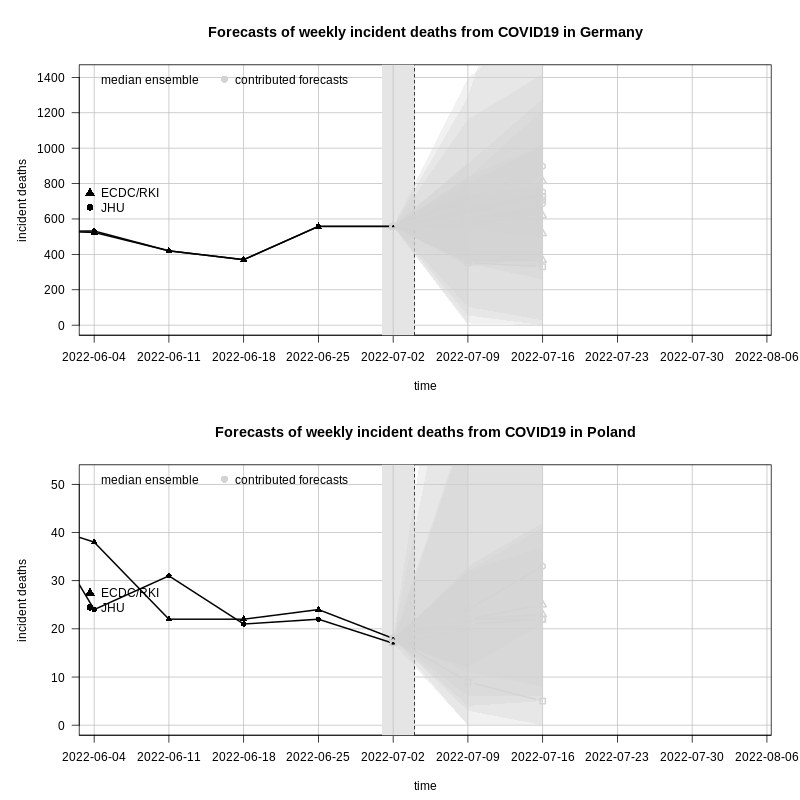 Forecasts of weekly incident deaths from COVID19 in Germany
median ensemble contributed forecasts
1400
1200
1000
800
600
400
200
0
incident deaths
ECDC/RKI
JHU
2022-06-04 2022-06-11 2022-06-18 2022-06-25 2022-07-02 2022-07-09 2022-07-16 2022-07-23 2022-07-30 2022-08-06
time
Forecasts of weekly incident deaths from COVID19 in Poland
median ensemble contributed forecasts
50
40
30
20
10
0
incident deaths
ECDC/RKI
JHU
2022-06-04 2022-06-11 2022-06-18 2022-06-25 2022-07-02 2022-07-09 2022-07-16 2022-07-23 2022-07-30 2022-08-06
time